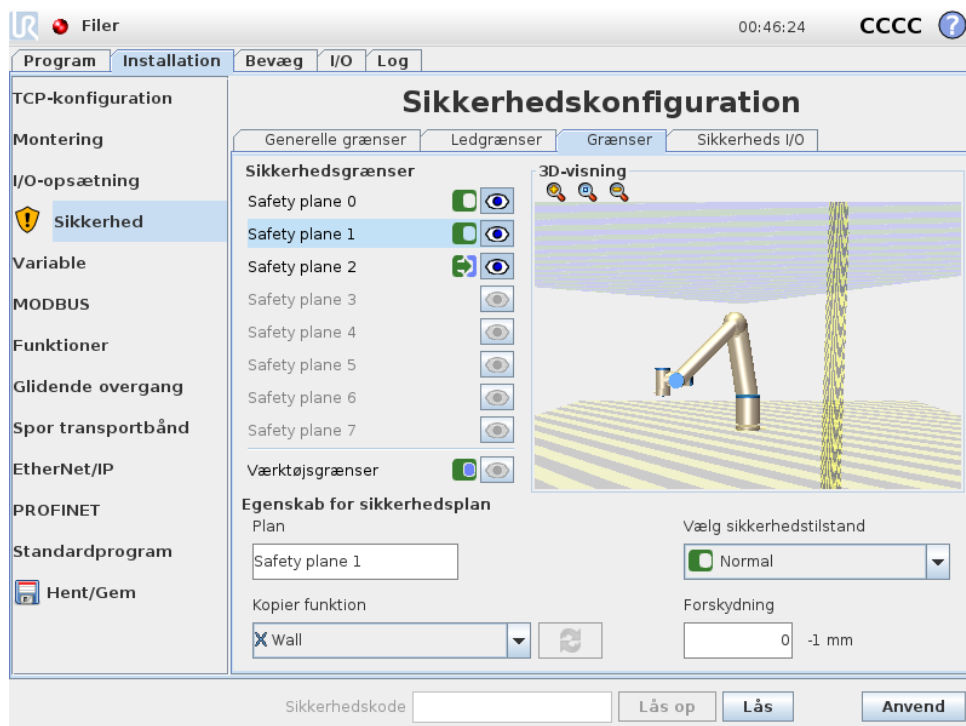 UR Filer 00:46:24 CCCC ?
Program Installation Bevæg I/O Log
TCP-konfiguration
Montering
I/O-opsætning
Sikkerhed
Variable
MODBUS
Funktioner
Glidende overgang
Spor transportbånd
EtherNet/IP
PROFINET
Standardprogram
Hent/Gem
Sikkerhedskonfiguration
Generelle grænser Ledgrænser Grænser Sikkerheds I/O
Sikkerhedsgrænser
Safety plane 0
Safety plane 1
Safety plane 2
Safety plane 3
Safety plane 4
Safety plane 5
Safety plane 6
Safety plane 7
Værktøjsgrænser
3D-visning
Egenskab for sikkerhedsplan
Plan
Safety plane 1
Vælg sikkerhedstilstand
Normal
Kopier funktion
Wall
Forskydning
0 -1 mm
Sikkerhedskode Lås op Lås Anvend